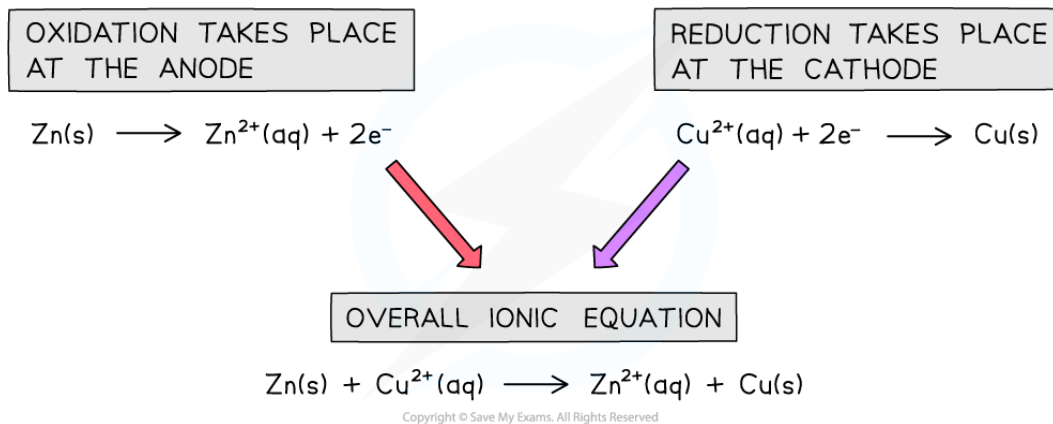 OXIDATION TAKES PLACE
AT THE ANODE
REDUCTION TAKES PLACE
AT THE CATHODE
Zn(s) ⟶ Zn²⁺(aq) + 2e⁻
Cu²⁺(aq) + 2e⁻ ⟶ Cu(s)
OVERALL IONIC EQUATION
Zn(s) + Cu²⁺(aq) ⟶ Zn²⁺(aq) + Cu(s)
Copyright © Save My Exams. All Rights Reserved